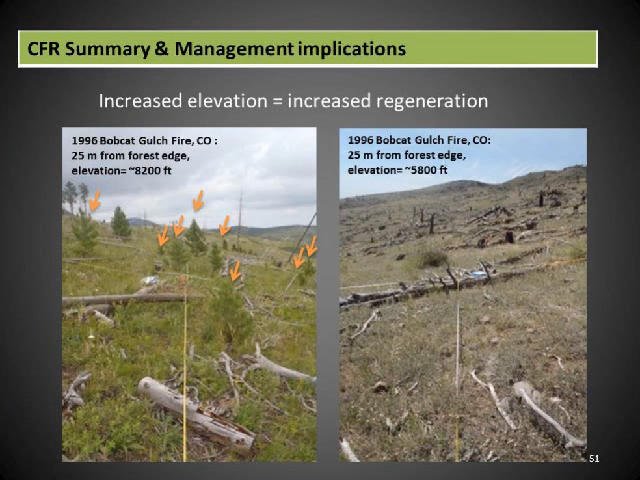 CFR Summary & Management implications
Increased elevation = increased regeneration
1996 Bobcat Gulch Fire, CO :
25 m from forest edge,
elevation= ~8200 ft
1996 Bobcat Gulch Fire, CO:
25 m from forest edge,
elevation= ~5800 ft
51